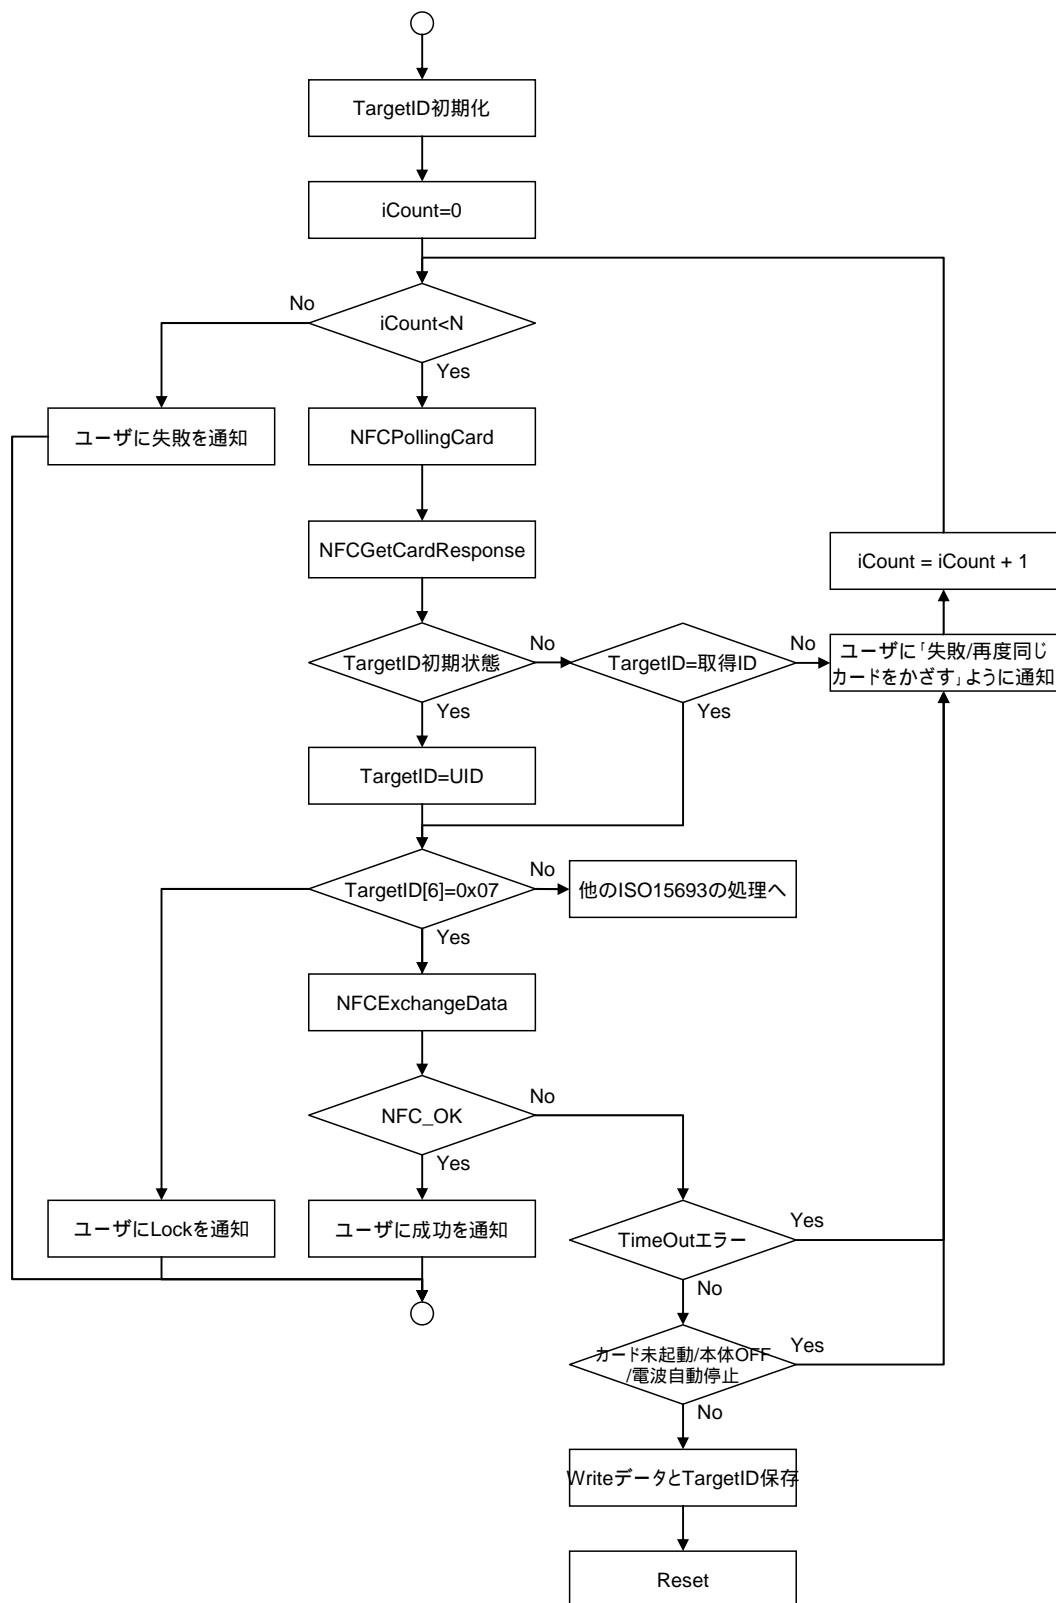 TargetID初期化
iCount=0
No
iCount<N
Yes
ユーザに失敗を通知
NFCPollingCard
NFCGetCardResponse
iCount = iCount + 1
TargetID初期状態
No
TargetID=取得ID
No
ユーザに「失敗/再度同じ
カードをかざす」ように通知
Yes
Yes
TargetID=UID
TargetID[6]=0x07
No
他のISO15693の処理へ
Yes
NFCExchangeData
NFC_OK
No
Yes
ユーザにLockを通知
ユーザに成功を通知
TimeOutエラー
Yes
No
カード未起動/本体OFF
/電波自動停止
Yes
No
WriteデータとTargetID保存
Reset